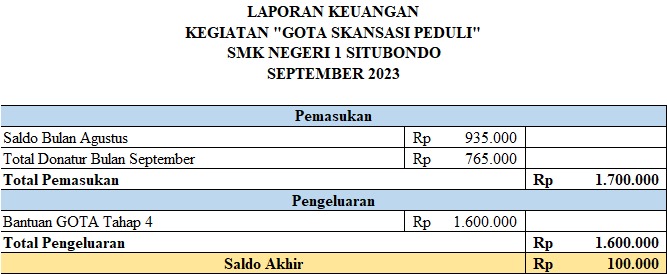 LAPORAN KEUANGAN
KEGIATAN "GOTA SKANSASI PEDULI"
SMK NEGERI 1 SITUBONDO
SEPTEMBER 2023
Pemasukan
Saldo Bulan Agustus Rp 935.000
Total Donatur Bulan September Rp 765.000
Total Pemasukan Rp 1.700.000
Pengeluaran
Bantuan GOTA Tahap 4 Rp 1.600.000
Total Pengeluaran Rp 1.600.000
Saldo Akhir Rp 100.000